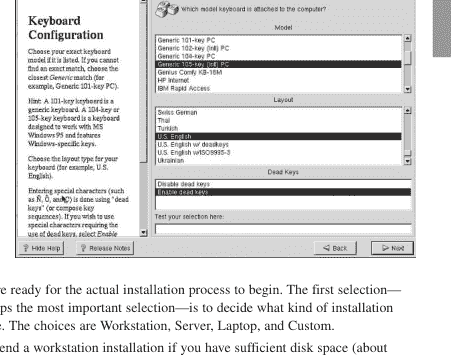 Which model keyboard is attached to the computer?
Keyboard
Configuration
Choose your exact keyboard
model if it is listed. If you cannot
find an exact match, choose the
closest Generic match (for
example, Generic 101-key PC).
Hint: A 101-key keyboard is a
generic keyboard. A 104-key or
105-key keyboard is a keyboard
designed to work with MS
Windows 95 and features
Windows-specific keys.
Choose the layout type for your
keyboard (for example, U.S.
English).
Entering special characters (such
as Ñ, Ô, and Ç) is done using "dead
keys" (or compose key
sequences). If you wish to use
special characters requiring the
use of dead keys, select Enable
Model
Generic 101-key PC
Generic 102-key (Intl) PC
Generic 104-key PC
Generic 105-key (Intl) PC
Genius Comfy KB-16M
HP Internet
IBM Rapid Access
Layout
Swiss German
Thai
Turkish
U.S. English
U.S. English w/ deadkeys
U.S. English w/ISO9995-3
Ukrainian
Dead Keys
Disable dead keys
Enable dead keys
Test your selection here:
Hide Help
Release Notes
Back
Next
re ready for the actual installation process to begin. The first selection—
ps the most important selection—is to decide what kind of installation
e. The choices are Workstation, Server, Laptop, and Custom.
end a workstation installation if you have sufficient disk space (about